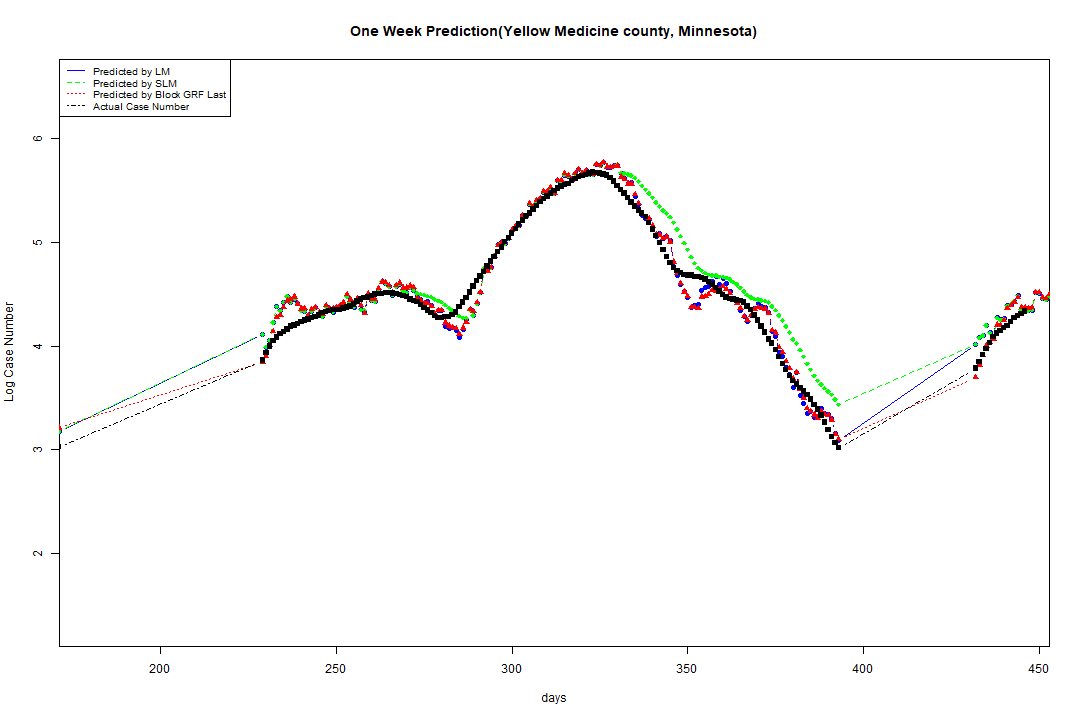 One Week Prediction(Yellow Medicine county, Minnesota)
Predicted by LM
Predicted by SLM
Predicted by Block GRF Last
Actual Case Number
6
5
4
3
2
Log Case Number
200
250
300
350
400
450
days